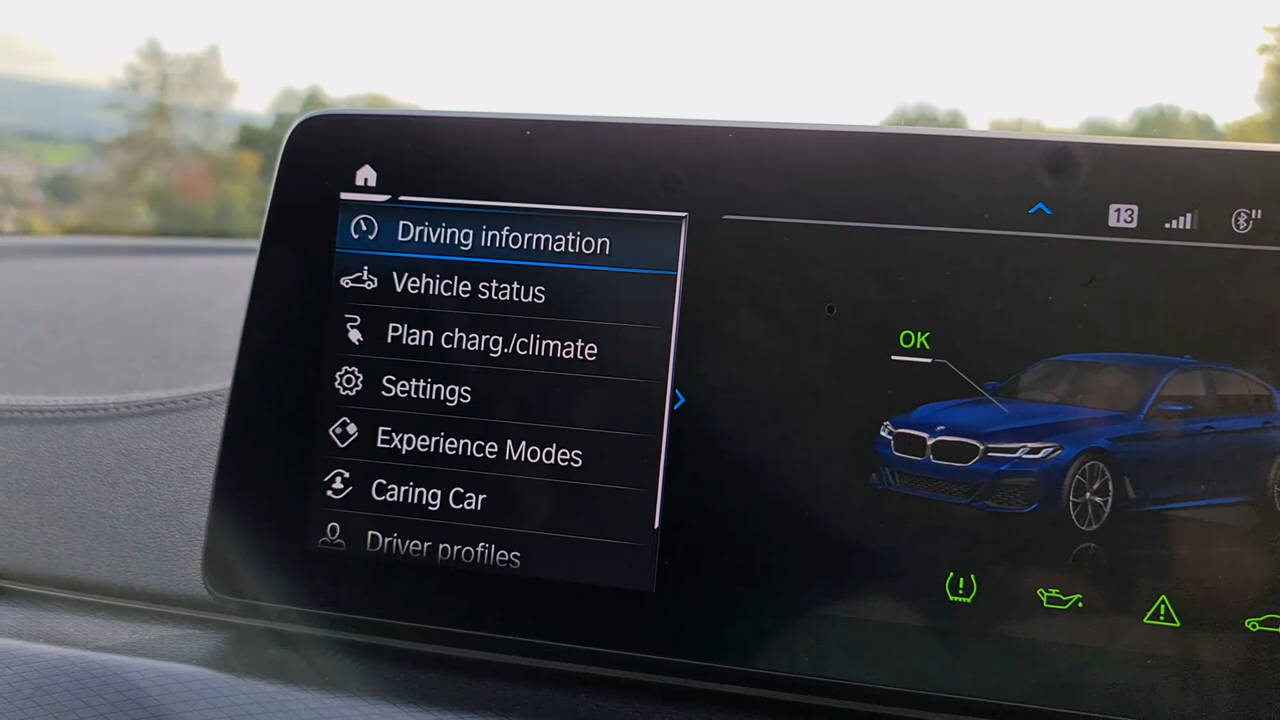 13
Driving information
Vehicle status
Plan charg./climate
Settings
Experience Modes
Caring Car
Driver profiles
OK